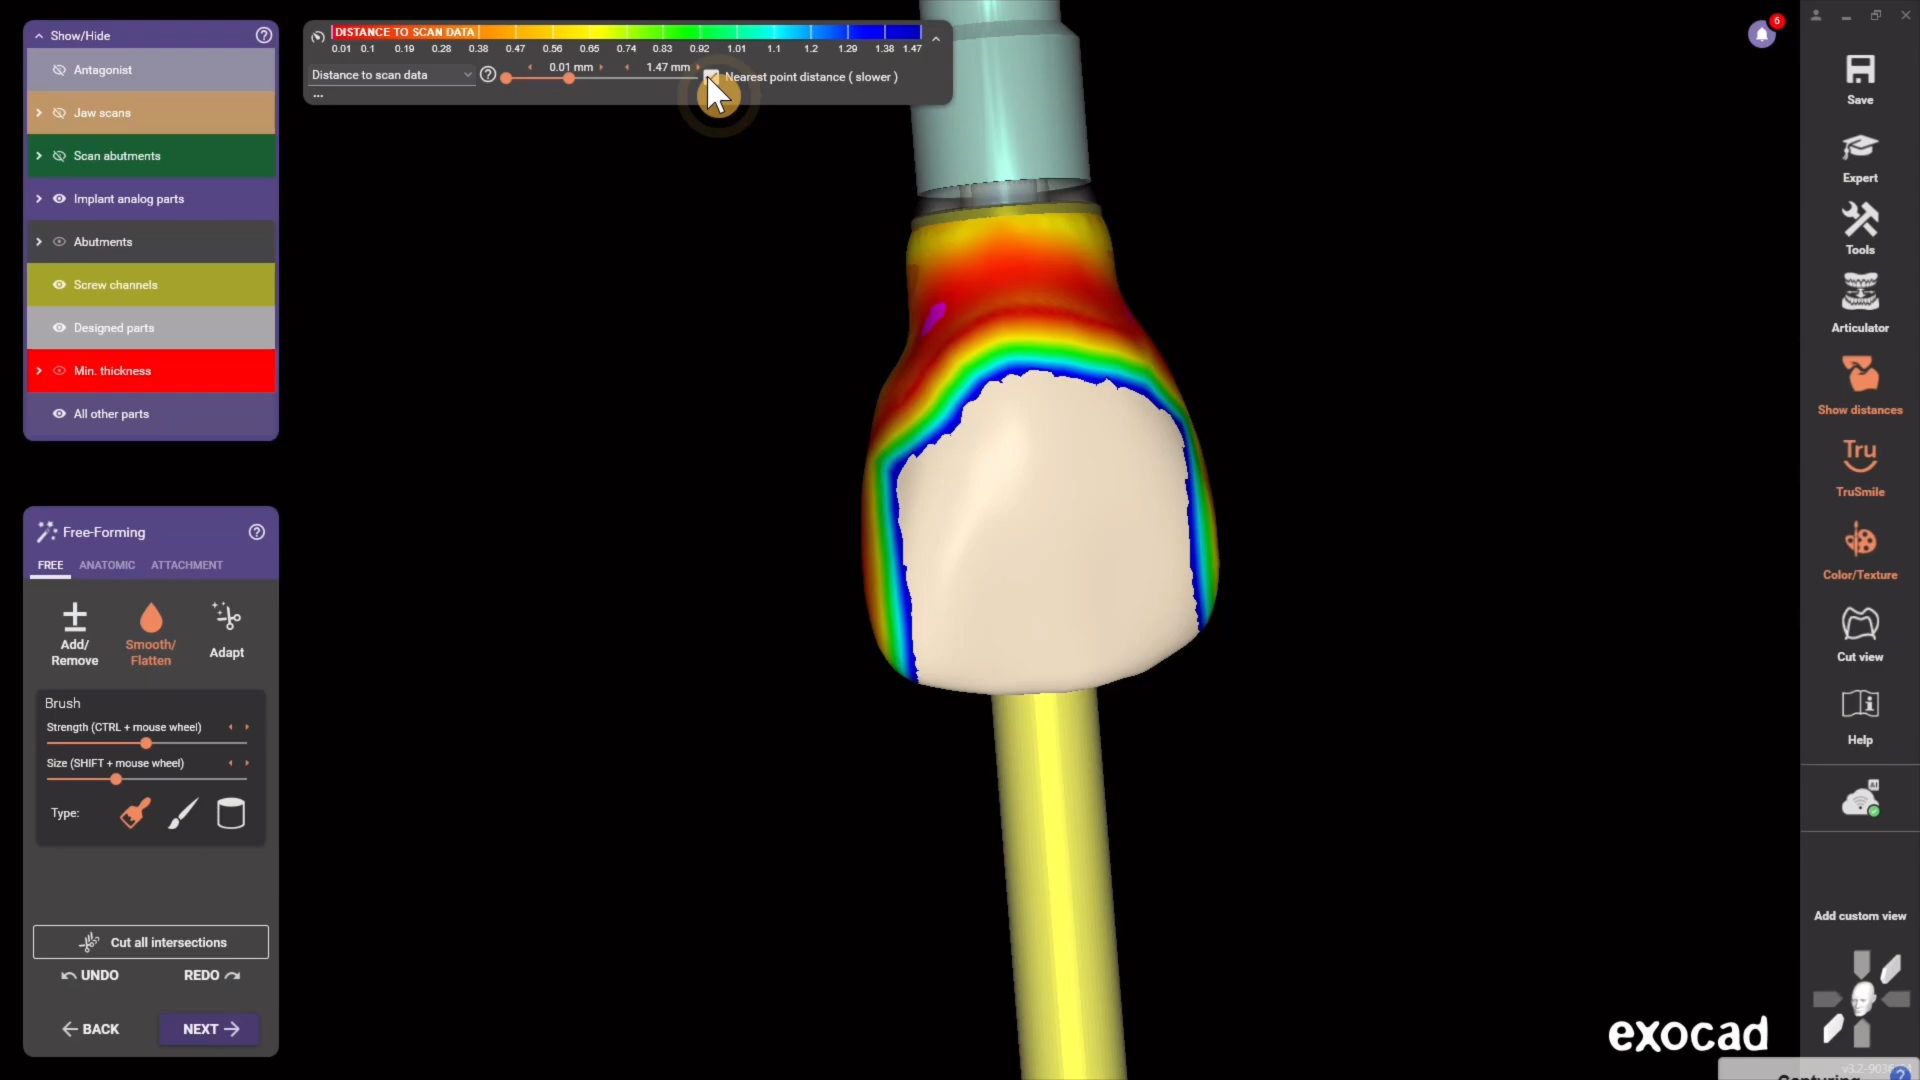 Show/Hide
Antagonist
Jaw scans
Scan abutments
Implant analog parts
Abutments
Screw channels
Designed parts
Min. thickness
All other parts
DISTANCE TO SCAN DATA
0.01 0.1 0.19 0.28 0.38 0.47 0.56 0.65 0.74 0.83 0.92 1.01 1.1 1.2 1.29 1.38 1.47
0.01 mm 1.47 mm
Distance to scan data
Nearest point distance ( slower )
...
Free-Forming
FREE ANATOMIC ATTACHMENT
Add/
Remove
Smooth/
Flatten
Adapt
Brush
Strength (CTRL + mouse wheel)
Size (SHIFT + mouse wheel)
Type:
Cut all intersections
UNDO REDO
BACK NEXT
6
Save
Expert
Tools
Articulator
Show distances
Tru
TruSmile
Color/Texture
Cut view
Help
AI
Add custom view
exocad